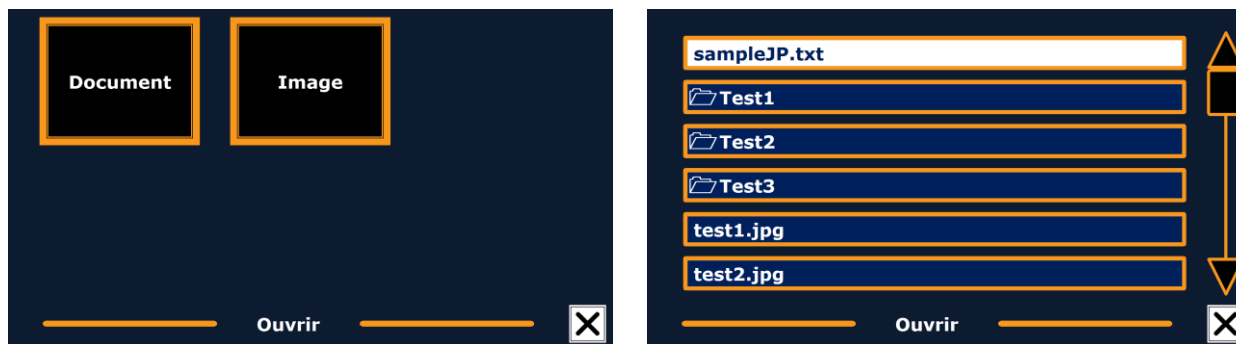 Document
Image
Ouvrir
sampleJP.txt
Test1
Test2
Test3
test1.jpg
test2.jpg
Ouvrir